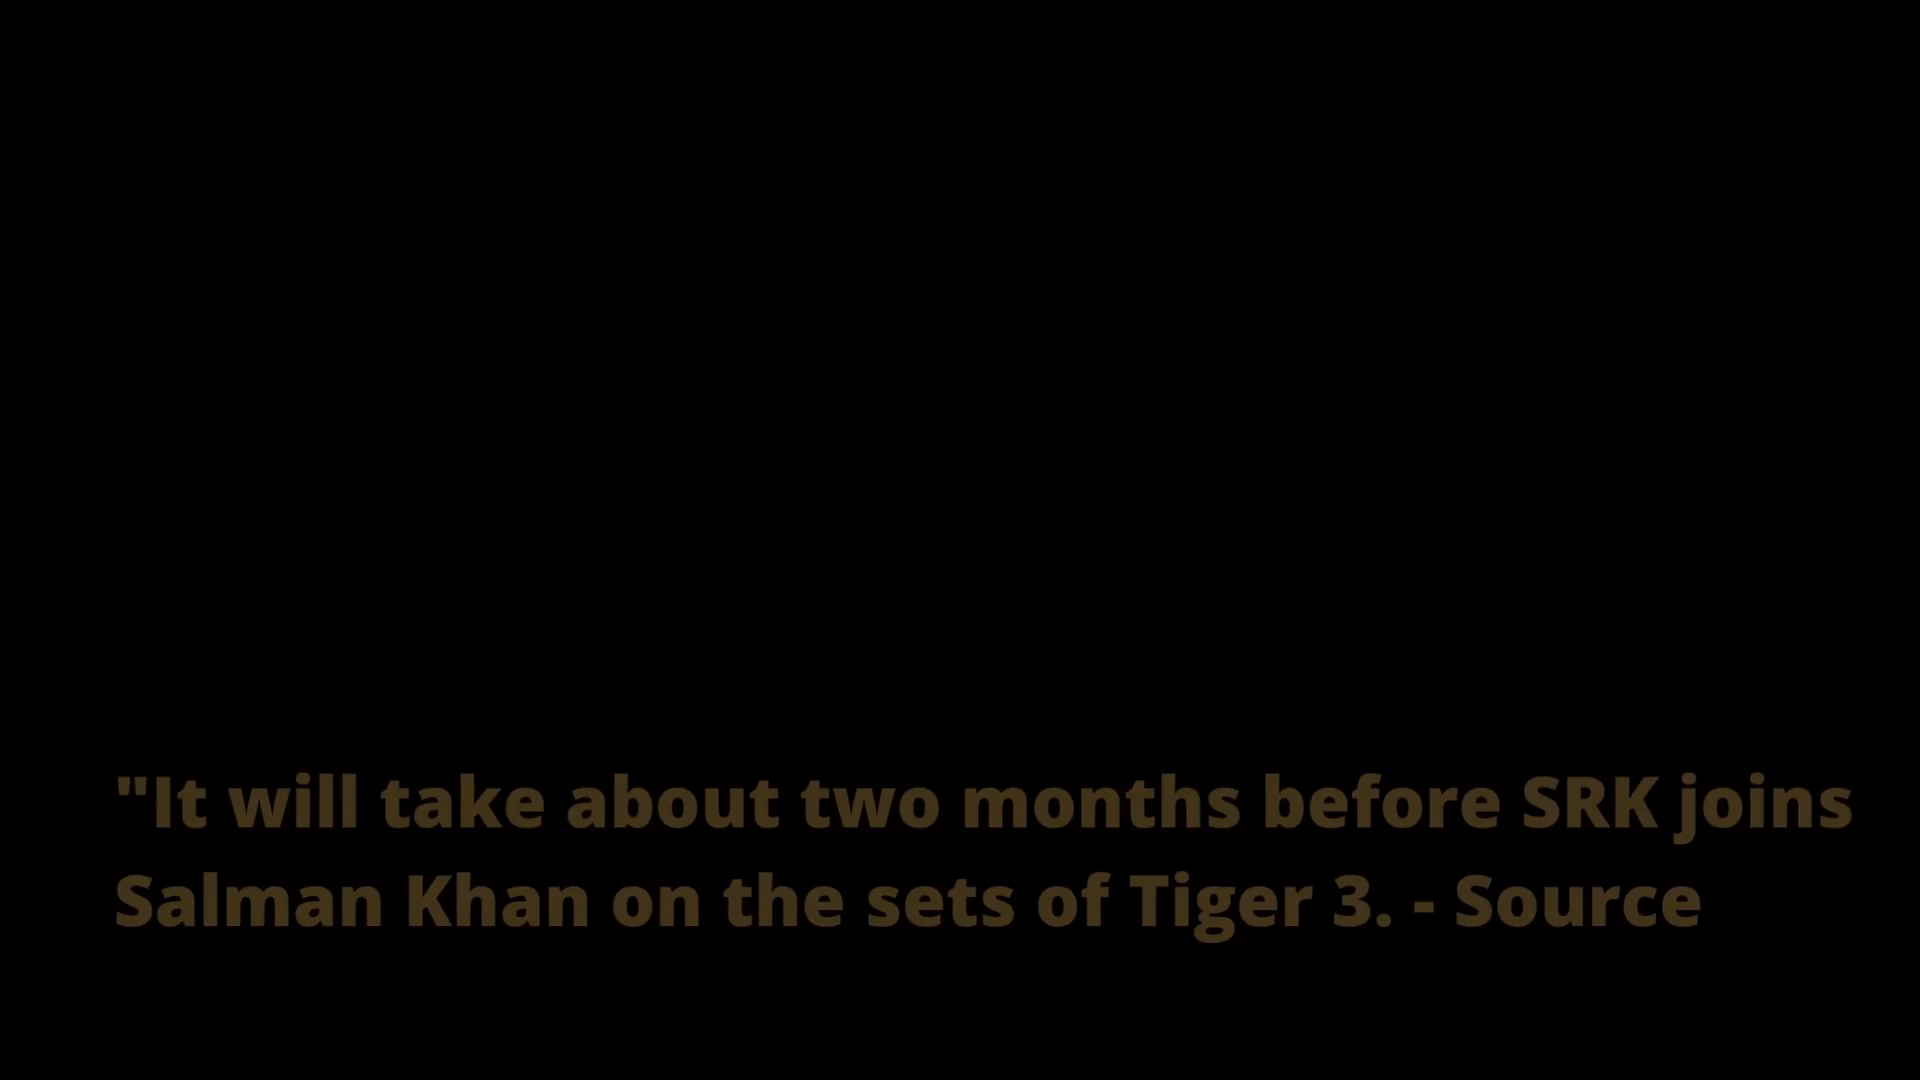 "It will take about two months before SRK joins
Salman Khan on the sets of Tiger 3. - Source